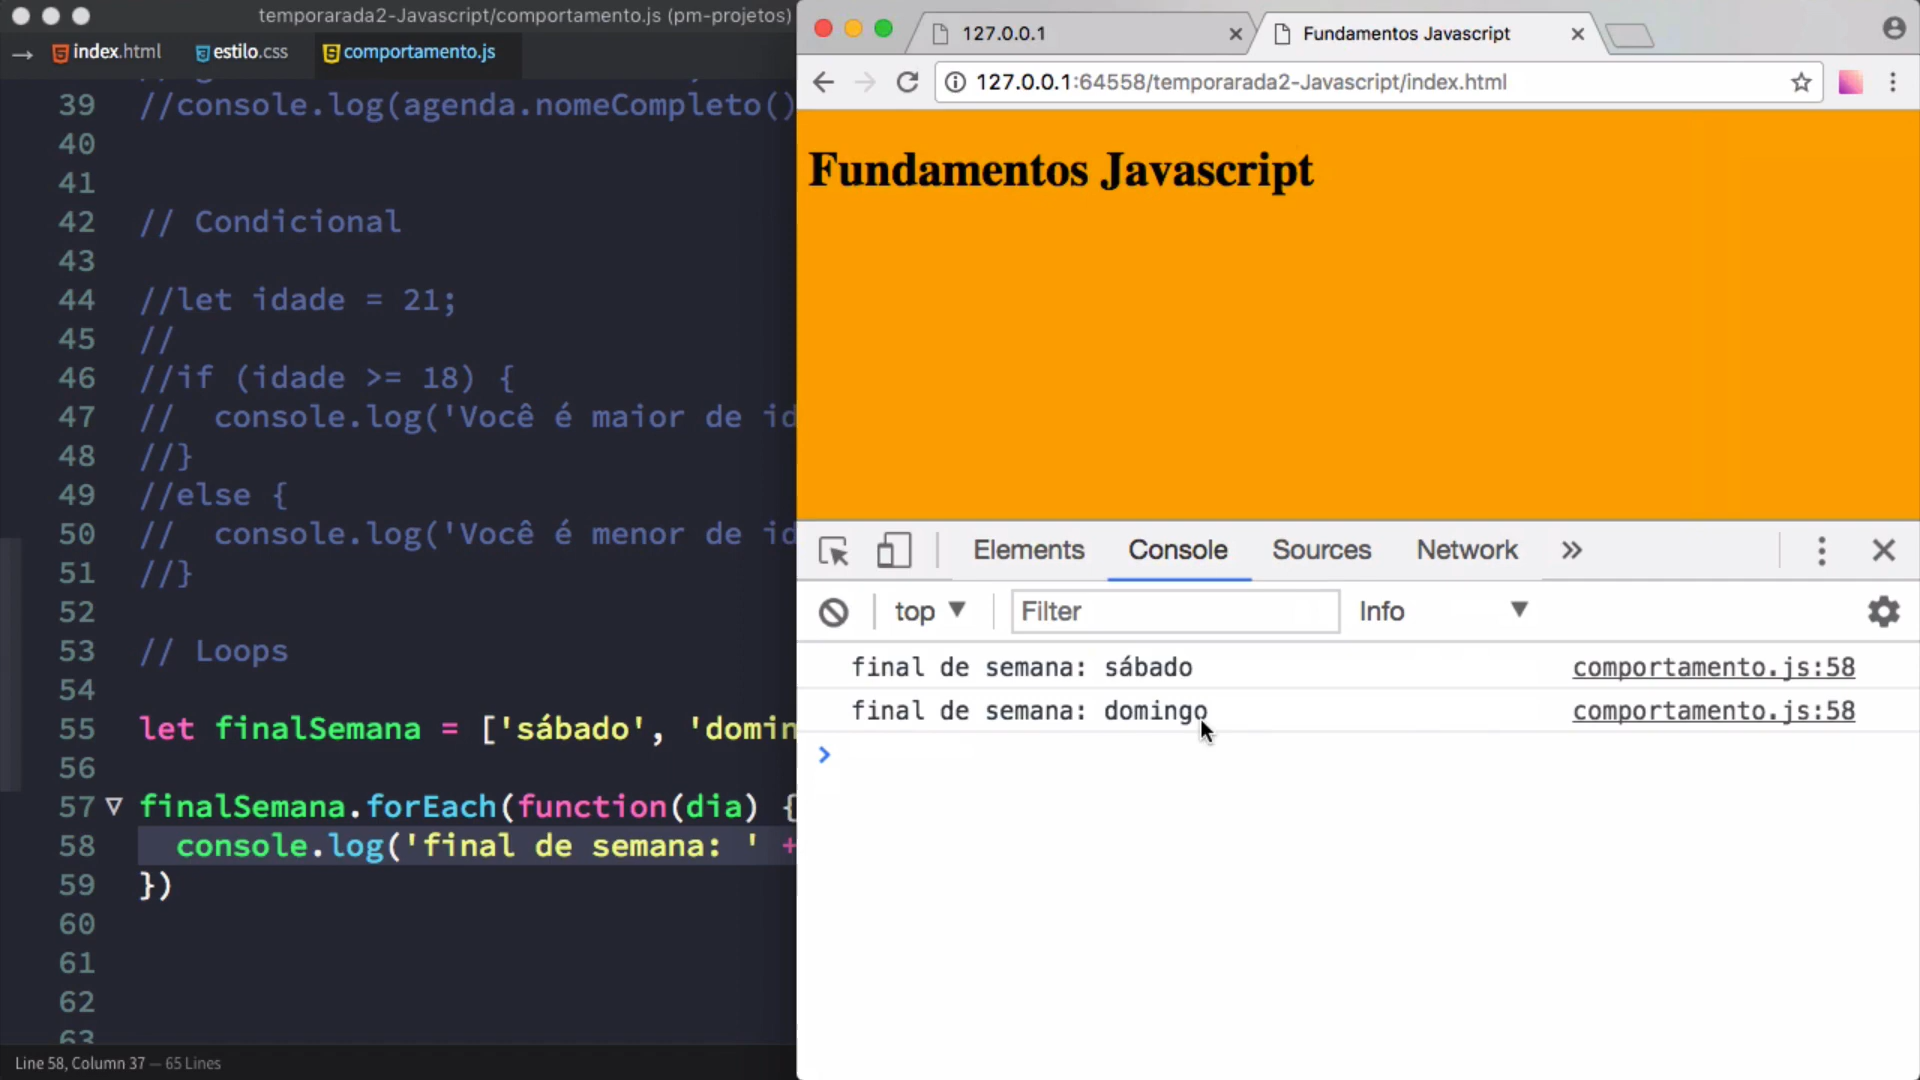 temporarada2-Javascript/comportamento.js (pm-projetos)
index.html
estilo.css
comportamento.js
39 //console.log(agenda.nomeCompleto()
40
41
42 // Condicional
43
44 //let idade = 21;
45 //
46 //if (idade >= 18) {
47 //  console.log('Você é maior de id
48 //}
49 //else {
50 //  console.log('Você é menor de id
51 //}
52
53 // Loops
54
55 let finalSemana = ['sábado', 'domin
56
57 finalSemana.forEach(function(dia) {
58   console.log('final de semana: ' +
59 })
60
61
62
63
Line 58, Column 37 — 65 Lines
127.0.0.1
Fundamentos Javascript
127.0.0.1:64558/temporarada2-Javascript/index.html
Fundamentos Javascript
Elements Console Sources Network »
top ▼ Filter Info ▼
final de semana: sábado comportamento.js:58
final de semana: domingo comportamento.js:58